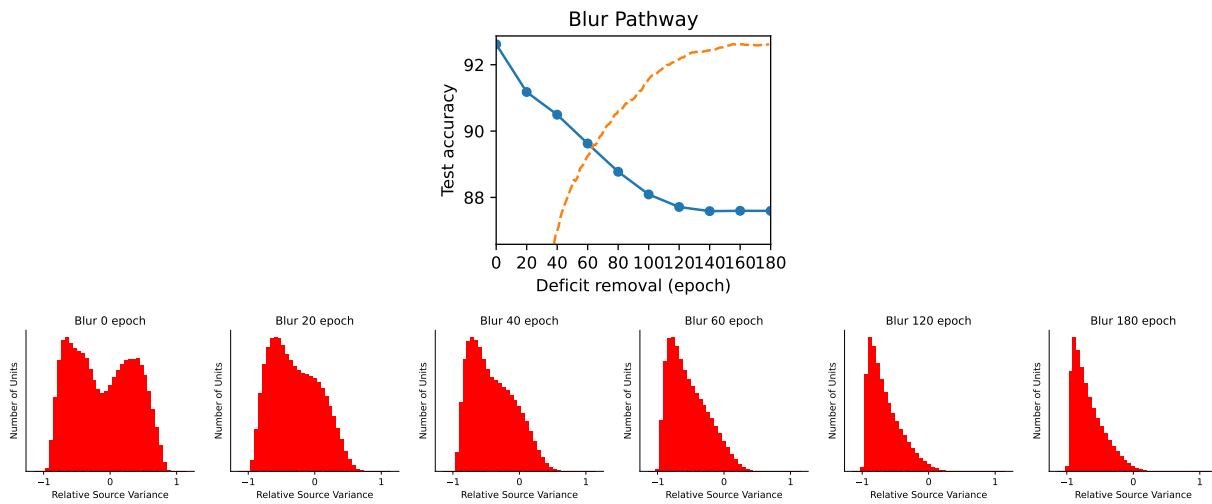 Blur Pathway
Test accuracy
92
90
88
0 20 40 60 80 100 120 140 160 180
Deficit removal (epoch)
Blur 0 epoch
Number of Units
−1 0 1
Relative Source Variance
Blur 20 epoch
Number of Units
−1 0 1
Relative Source Variance
Blur 40 epoch
Number of Units
−1 0 1
Relative Source Variance
Blur 60 epoch
Number of Units
−1 0 1
Relative Source Variance
Blur 120 epoch
Number of Units
−1 0 1
Relative Source Variance
Blur 180 epoch
Number of Units
−1 0 1
Relative Source Variance